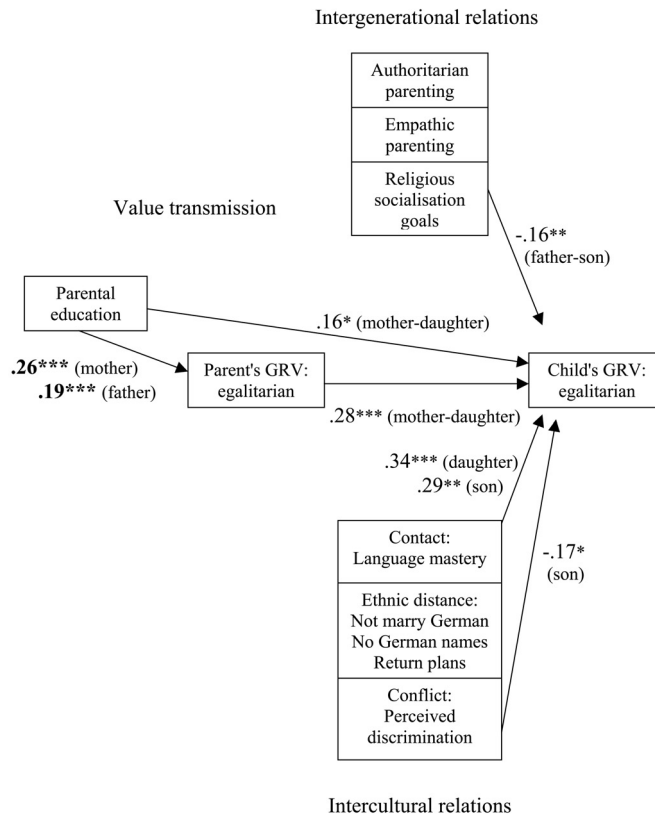 Intergenerational relations
Authoritarian
parenting
Empathic
parenting
Religious
socialisation
goals
Value transmission
-.16**
(father-son)
Parental
education
.16* (mother-daughter)
.26*** (mother)
.19*** (father)
Parent's GRV:
egalitarian
Child's GRV:
egalitarian
.28*** (mother-daughter)
.34*** (daughter)
.29** (son)
Contact:
Language mastery
-.17*
(son)
Ethnic distance:
Not marry German
No German names
Return plans
Conflict:
Perceived
discrimination
Intercultural relations